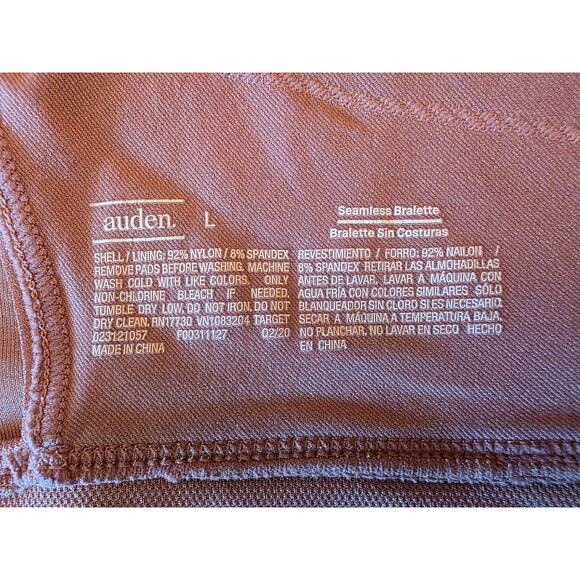 auden. L
SHELL / LINING: 92% NYLON / 8% SPANDEX
REMOVE PADS BEFORE WASHING. MACHINE
WASH COLD WITH LIKE COLORS. ONLY
NON-CHLORINE BLEACH IF NEEDED.
TUMBLE DRY LOW, DO NOT IRON, DO NOT
DRY CLEAN. RN17730 VN1083204 TARGET
023121057 F00311127 02/20
MADE IN CHINA
Seamless Bralette
Bralette Sin Costuras
REVESTIMIENTO / FORRO: 92% NAILON /
8% SPANDEX RETIRAR LAS ALMOHADILLAS
ANTES DE LAVAR. LAVAR A MÁQUINA CON
AGUA FRÍA CON COLORES SIMILARES SÓLO
BLANQUEADOR SIN CLORO SI ES NECESARIO.
SECAR A MÁQUINA A TEMPERATURA BAJA.
NO PLANCHAR, NO LAVAR EN SECO HECHO
EN CHINA